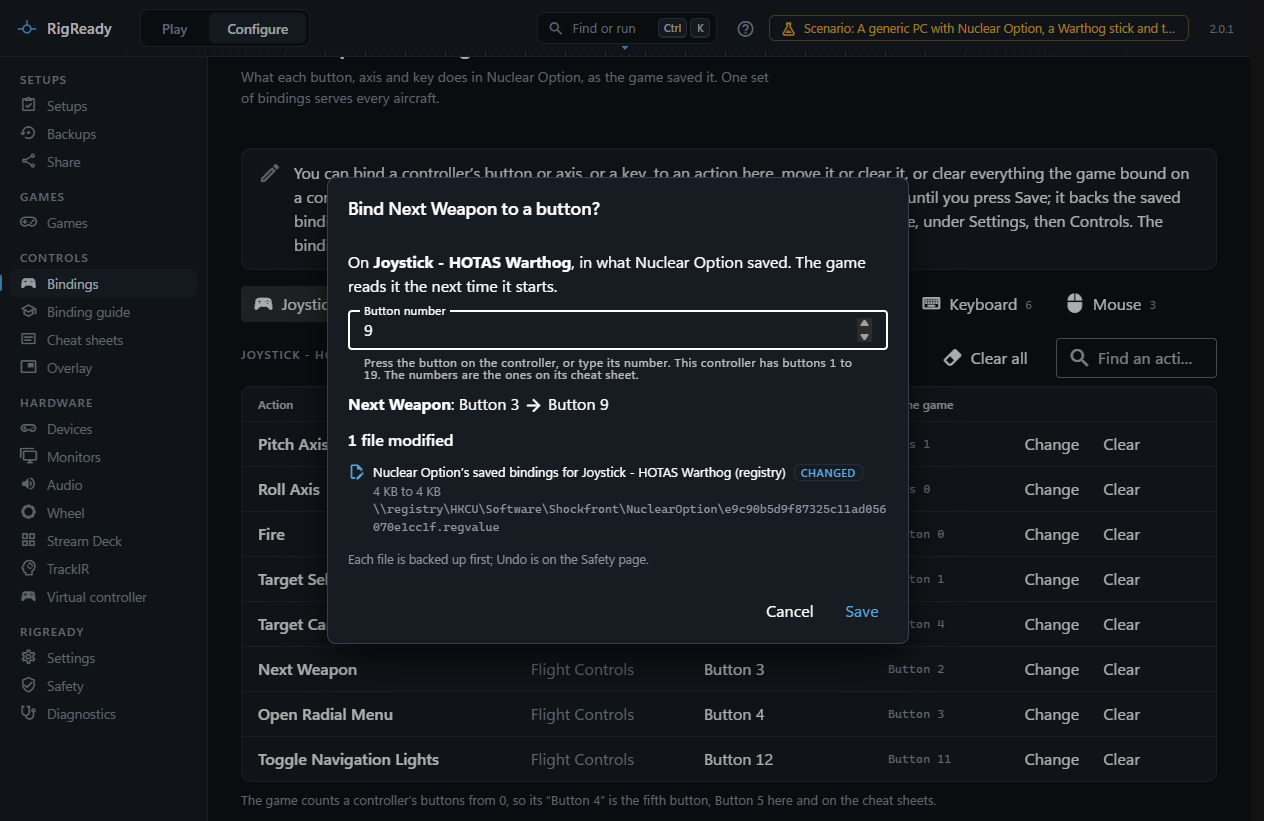 RigReady
Play
Configure
Find or run
Ctrl
K
Scenario: A generic PC with Nuclear Option, a Warthog stick and t...
2.0.1
SETUPS
Setups
Backups
Share
GAMES
Games
CONTROLS
Bindings
Binding guide
Cheat sheets
Overlay
HARDWARE
Devices
Monitors
Audio
Wheel
Stream Deck
TrackIR
Virtual controller
RIGREADY
Settings
Safety
Diagnostics
What each button, axis and key does in Nuclear Option, as the game saved it. One set
of bindings serves every aircraft.
You can bind a controller's button or axis, or a key, to an action here, move it or clear it, or clear everything the game bound on
a
until you press Save; it backs the saved
under Settings, then Controls. The
Keyboard 6
Mouse 3
JOYSTICK -
Clear all
Find an acti...
Action
game
Pitch Axis
1
Change
Clear
Roll Axis
0
Change
Clear
Fire
0
Change
Clear
Target
1
Change
Clear
Target
4
Change
Clear
Next Weapon
Flight Controls
Button 3
Button 2
Change
Clear
Open Radial Menu
Flight Controls
Button 4
Button 3
Change
Clear
Toggle Navigation Lights
Flight Controls
Button 12
Button 11
Change
Clear
The game counts a controller's buttons from 0, so its "Button 4" is the fifth button, Button 5 here and on the cheat sheets.
Bind Next Weapon to a button?
On Joystick - HOTAS Warthog, in what Nuclear Option saved. The game
reads it the next time it starts.
Button number
9
Press the button on the controller, or type its number. This controller has buttons 1 to
19. The numbers are the ones on its cheat sheet.
Next Weapon: Button 3 → Button 9
1 file modified
Nuclear Option's saved bindings for Joystick - HOTAS Warthog (registry)
CHANGED
4 KB to 4 KB
\\registry\HKCU\Software\Shockfront\NuclearOption\e9c90b5d9f87325c11ad056
070e1cc1f.regvalue
Each file is backed up first; Undo is on the Safety page.
Cancel
Save